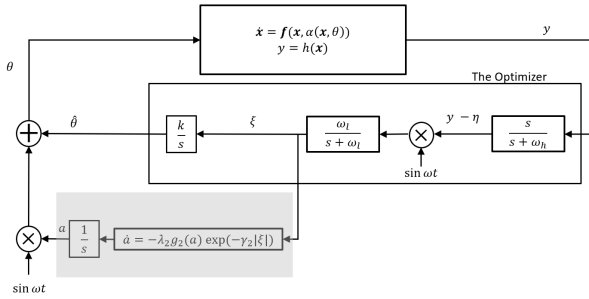 ẋ = f(x, α(x, θ))
y = h(x)
y
θ
The Optimizer
θ̂
k/s
ξ
ω_l/(s + ω_l)
y − η
s/(s + ω_h)
sin ωt
a
1/s
ȧ = −λ₂g₂(a) exp(−γ₂|ξ|)
sin ωt